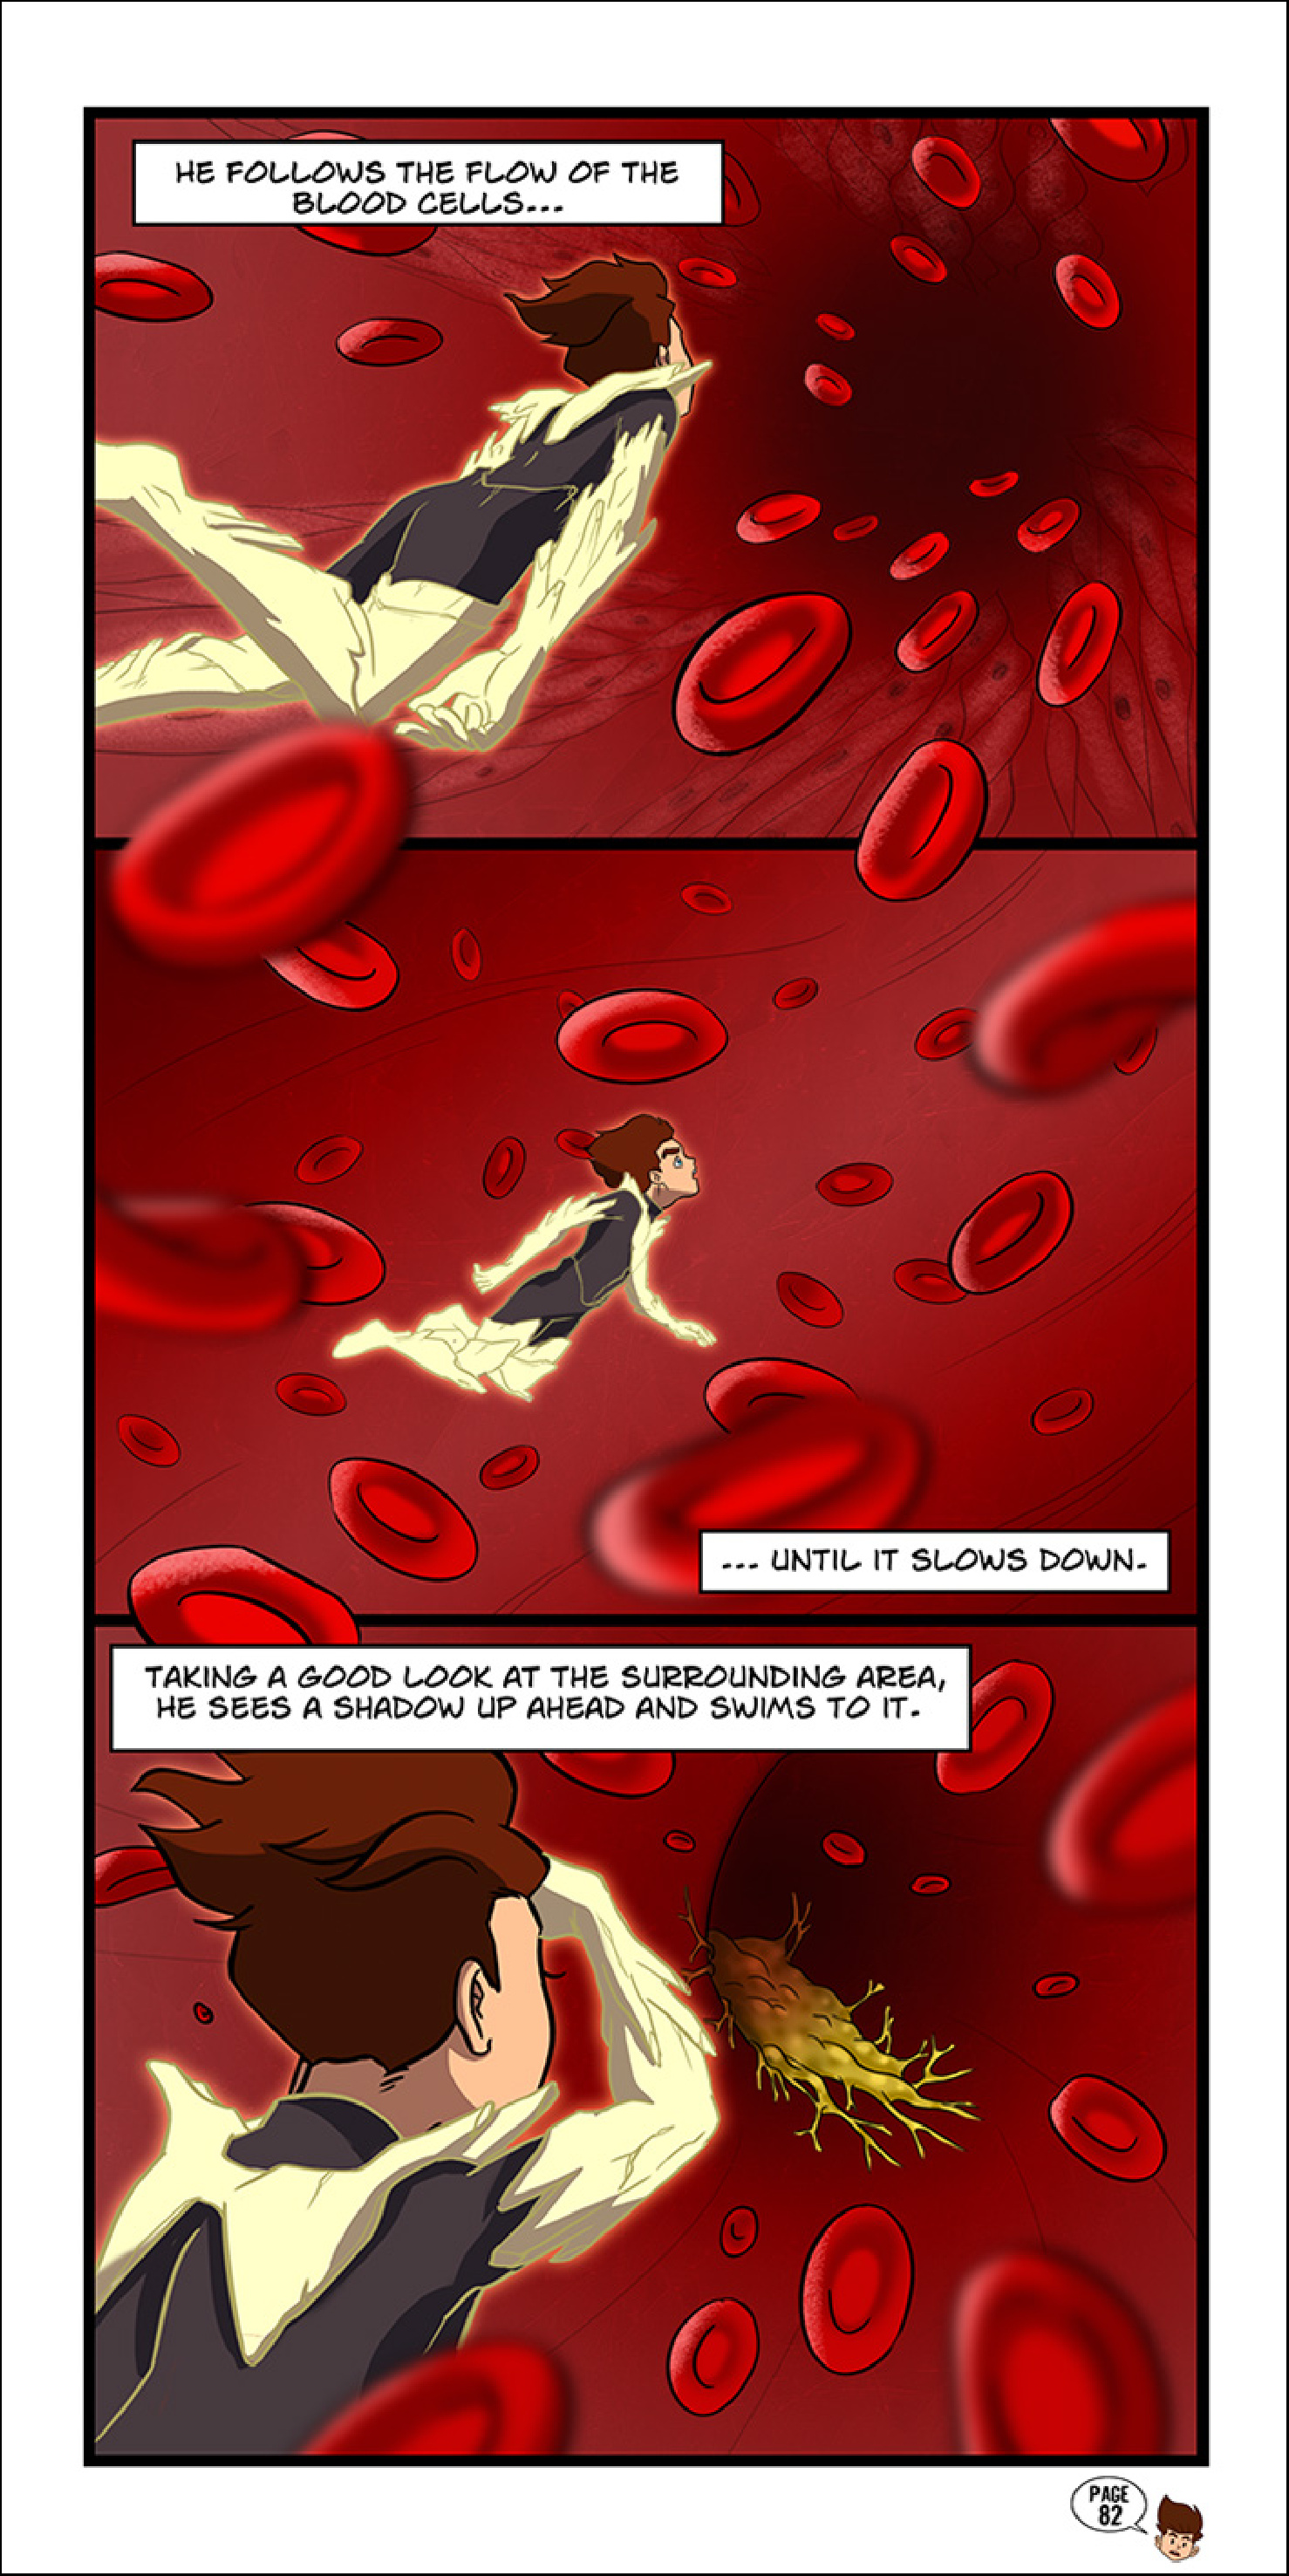 HE FOLLOWS THE FLOW OF THE
BLOOD CELLS...
... UNTIL IT SLOWS DOWN.
TAKING A GOOD LOOK AT THE SURROUNDING AREA,
HE SEES A SHADOW UP AHEAD AND SWIMS TO IT.
PAGE
82